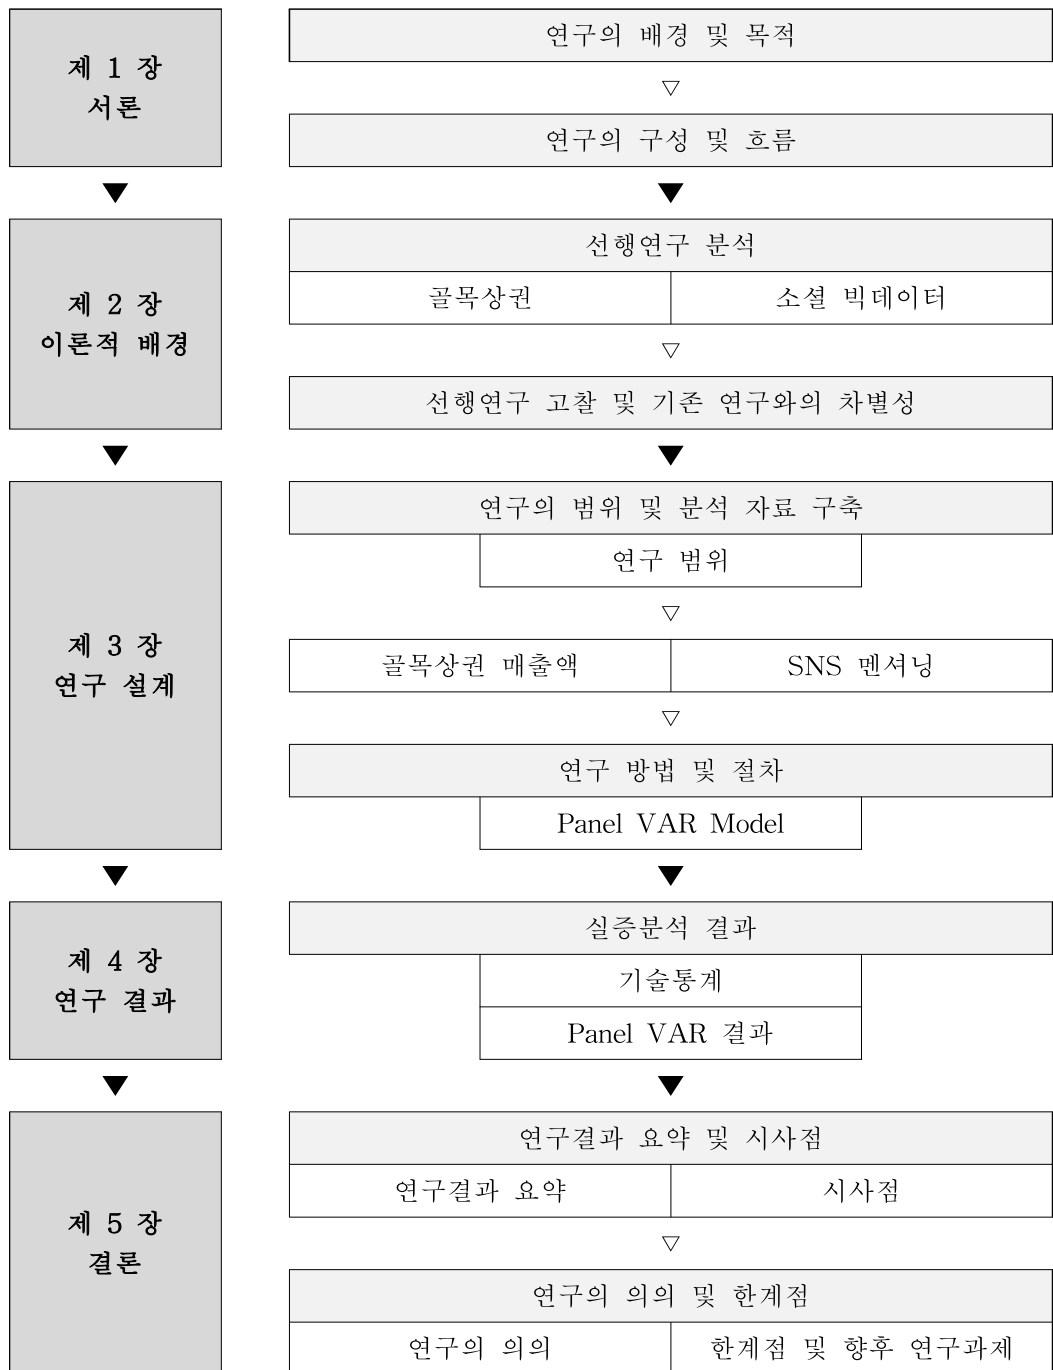 제 1 장
서론
연구의 배경 및 목적
▽
연구의 구성 및 흐름
▼ ▼
제 2 장
이론적 배경
선행연구 분석
골목상권 소셜 빅데이터
▽
선행연구 고찰 및 기존 연구와의 차별성
▼ ▼
제 3 장
연구 설계
연구의 범위 및 분석 자료 구축
연구 범위
▽
골목상권 매출액 SNS 멘셔닝
▽
연구 방법 및 절차
Panel VAR Model
▼ ▼
제 4 장
연구 결과
실증분석 결과
기술통계
Panel VAR 결과
▼ ▼
제 5 장
결론
연구결과 요약 및 시사점
연구결과 요약 시사점
▽
연구의 의의 및 한계점
연구의 의의 한계점 및 향후 연구과제